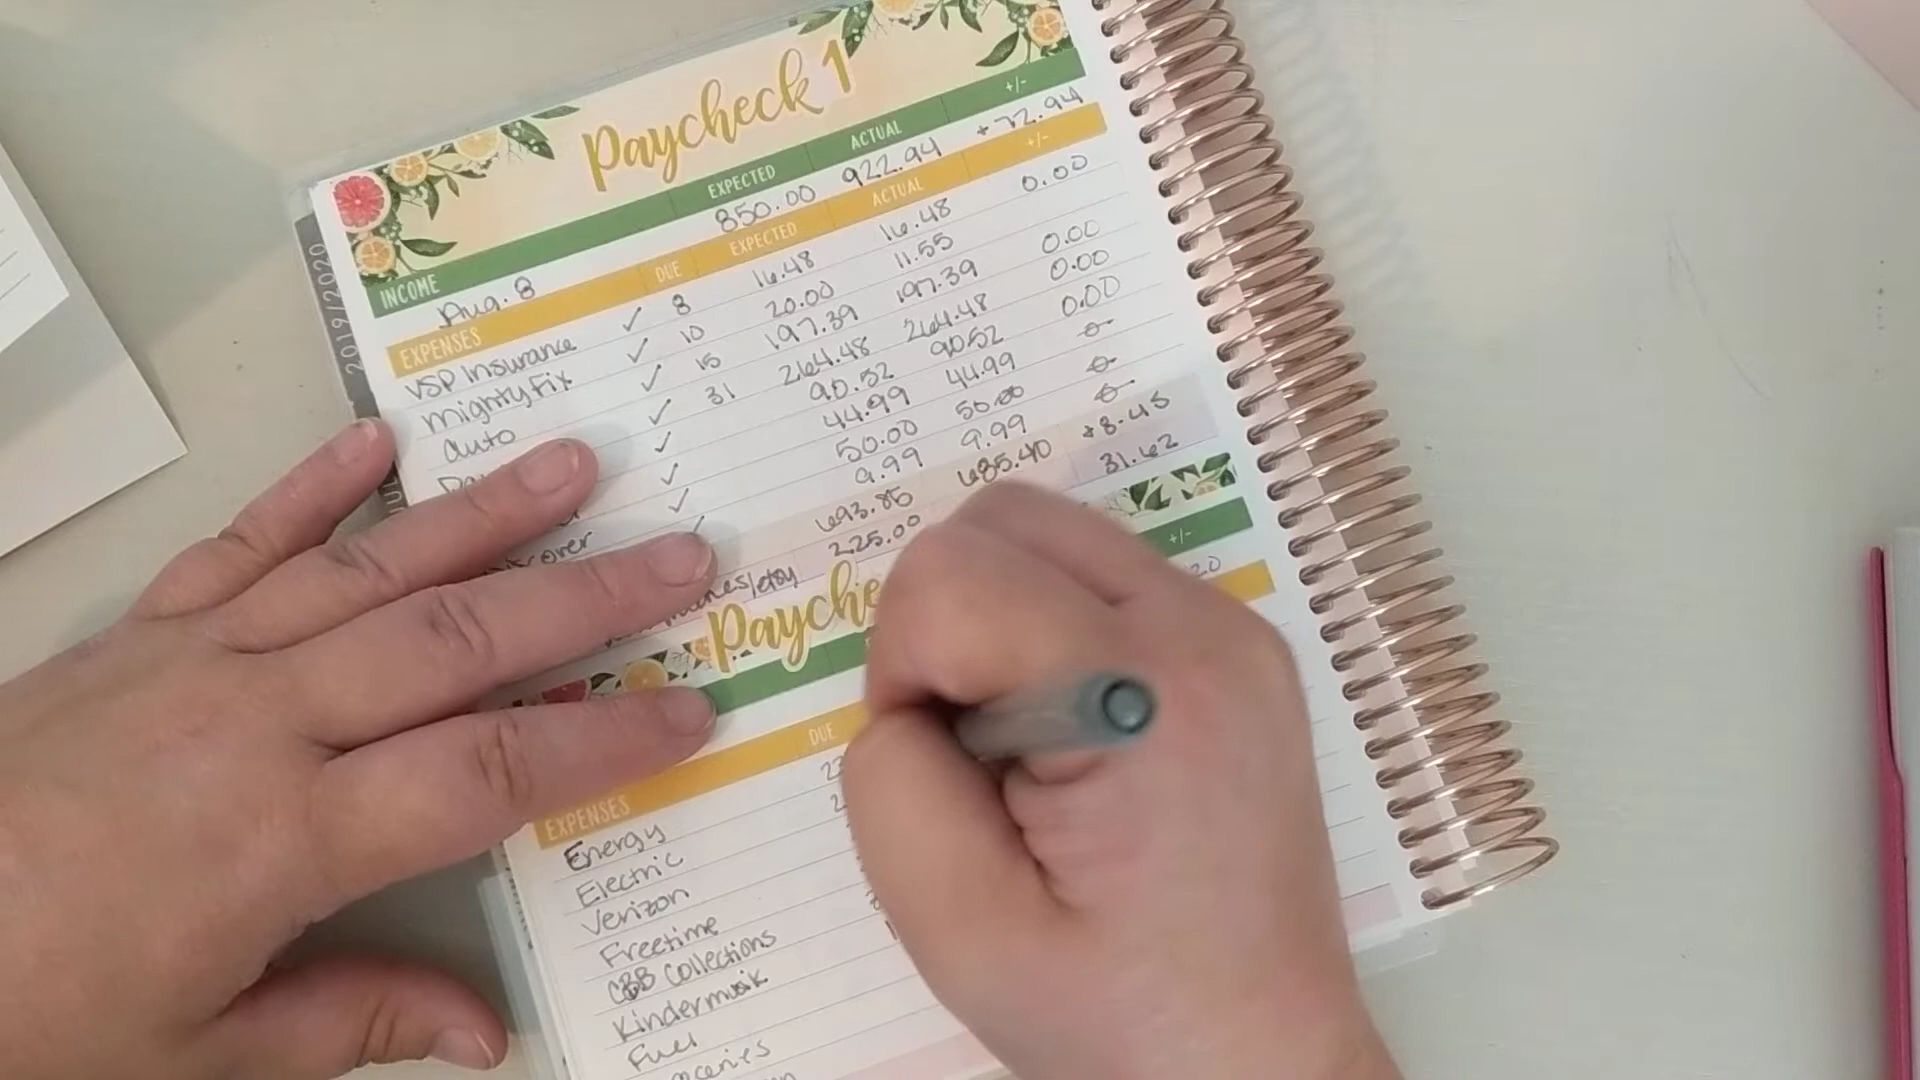 2019/2020
Paycheck 1
INCOME EXPECTED ACTUAL +/-
Aug. 8 850.00 922.94 +72.94
EXPENSES DUE EXPECTED ACTUAL +/-
VSP Insurance ✓ 8 16.48 16.48 0.00
mightyfix ✓ 10 20.00 11.55
auto ✓ 15 197.39 197.39 0.00
✓ 31 264.48 264.48 0.00
✓ 90.52 90.52 0.00
✓ 44.99 44.99
✓ 50.00 50.00
9.99 9.99
693.85 685.40 +8.45
225.00 31.62
Payche
+/-
20
EXPENSES DUE
Energy
Electric
Verizon
Freetime
CBB Collections
Kindermusik
Fuel